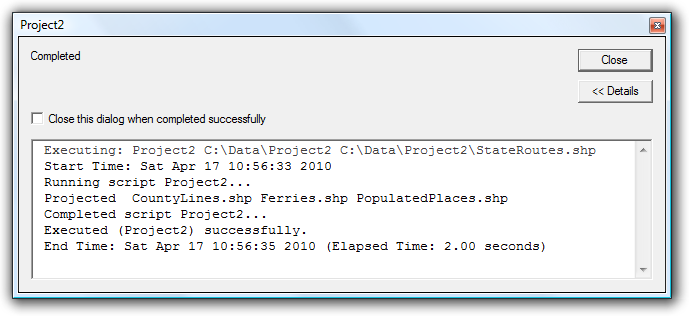 Project2
Completed
Close
<< Details
Close this dialog when completed successfully
Executing: Project2 C:\Data\Project2 C:\Data\Project2\StateRoutes.shp
Start Time: Sat Apr 17 10:56:33 2010
Running script Project2...
Projected  CountyLines.shp Ferries.shp PopulatedPlaces.shp
Completed script Project2...
Executed (Project2) successfully.
End Time: Sat Apr 17 10:56:35 2010 (Elapsed Time: 2.00 seconds)